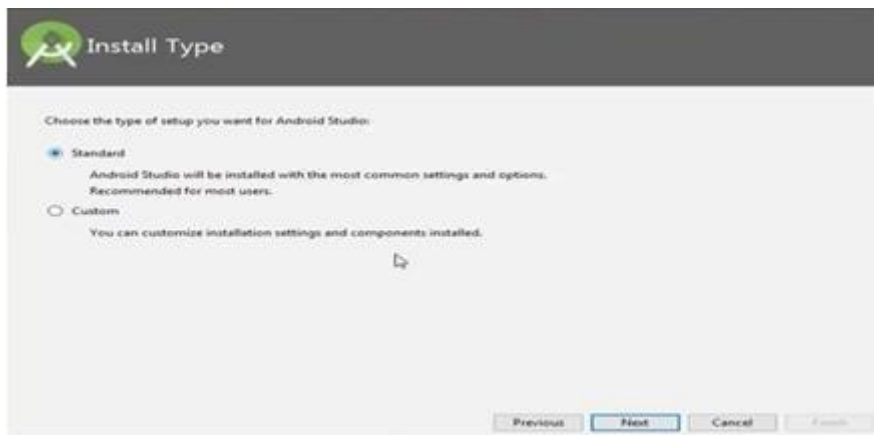 Install Type
Choose the type of setup you want for Android Studio:
Standard
Android Studio will be installed with the most common settings and options.
Recommended for most users.
Custom
You can customize installation settings and components installed.
Previous
Next
Cancel
Finish